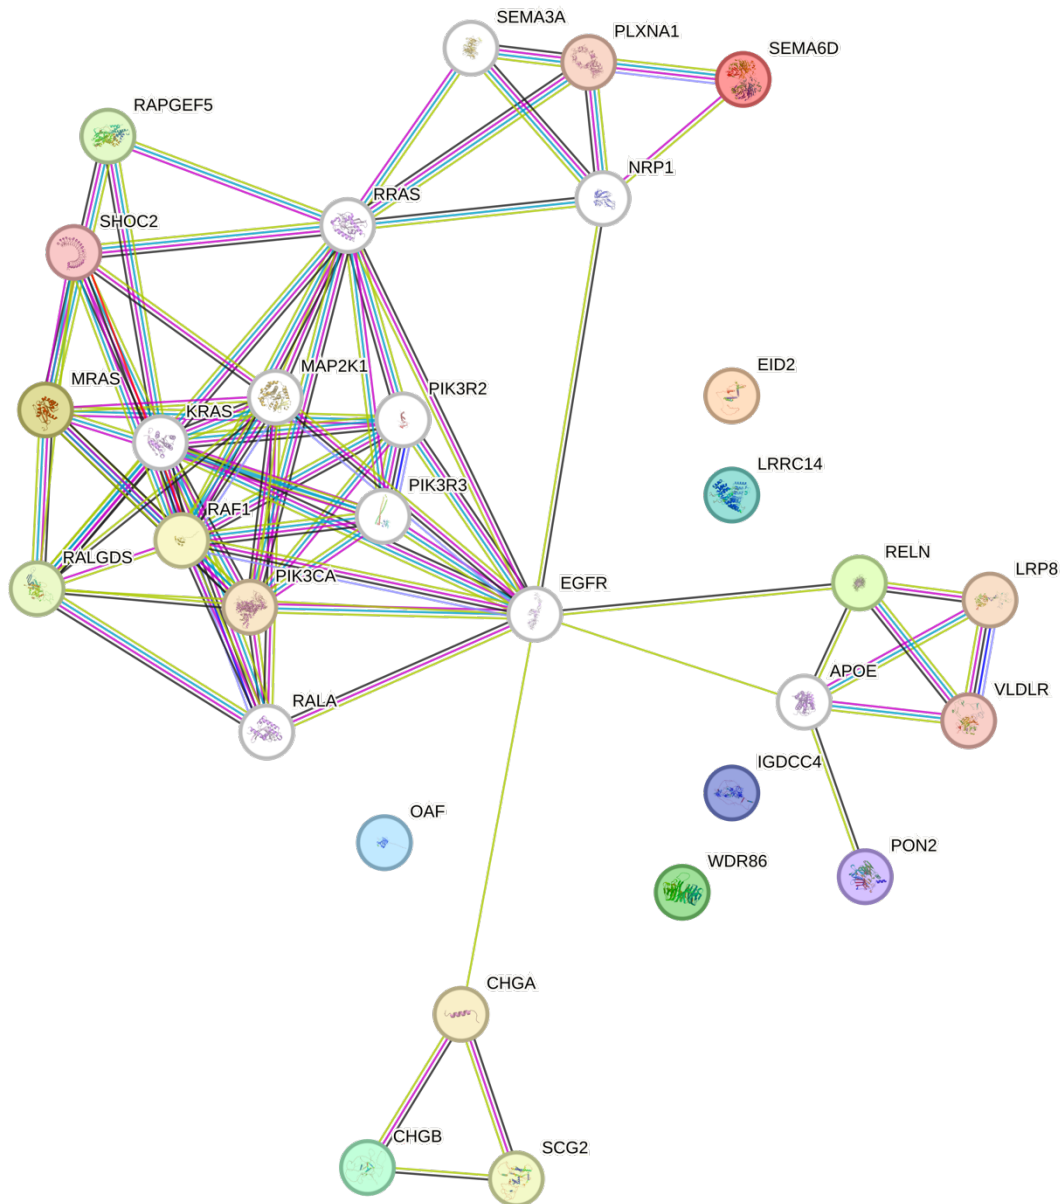 SEMA3A
PLXNA1
SEMA6D
RAPGEF5
NRP1
RRAS
SHOC2
MAP2K1
MRAS
PIK3R2
KRAS
EID2
LRRC14
PIK3R3
RAF1
RALGDS
PIK3CA
EGFR
RELN
LRP8
APOE
VLDLR
RALA
IGDCC4
OAF
PON2
WDR86
CHGA
CHGB
SCG2